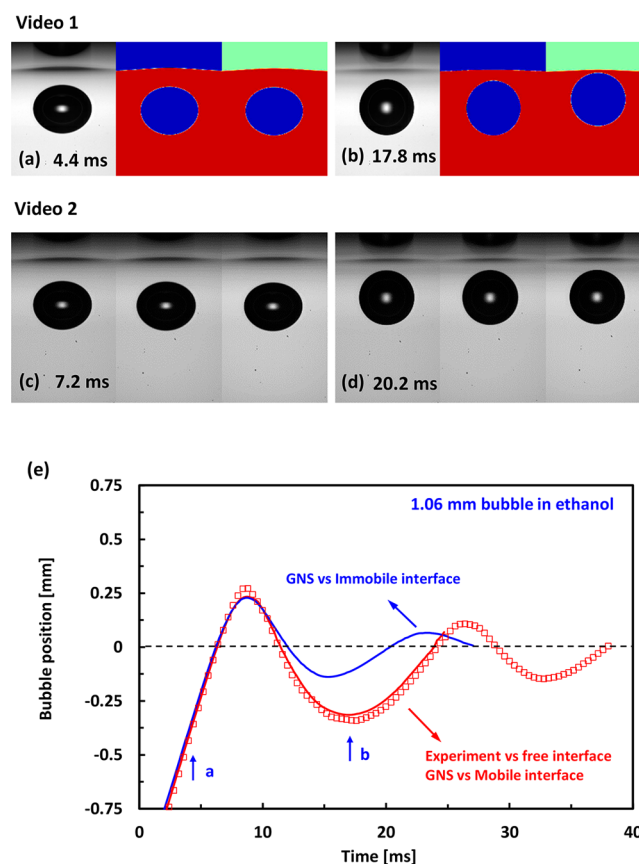 Video 1
(a) 4.4 ms
(b) 17.8 ms
Video 2
(c) 7.2 ms
(d) 20.2 ms
(e)
0.75
0.5
0.25
0
-0.25
-0.5
-0.75
Bubble position [mm]
1.06 mm bubble in ethanol
GNS vs Immobile interface
a
b
Experiment vs free interface
GNS vs Mobile interface
0 10 20 30 40
Time [ms]